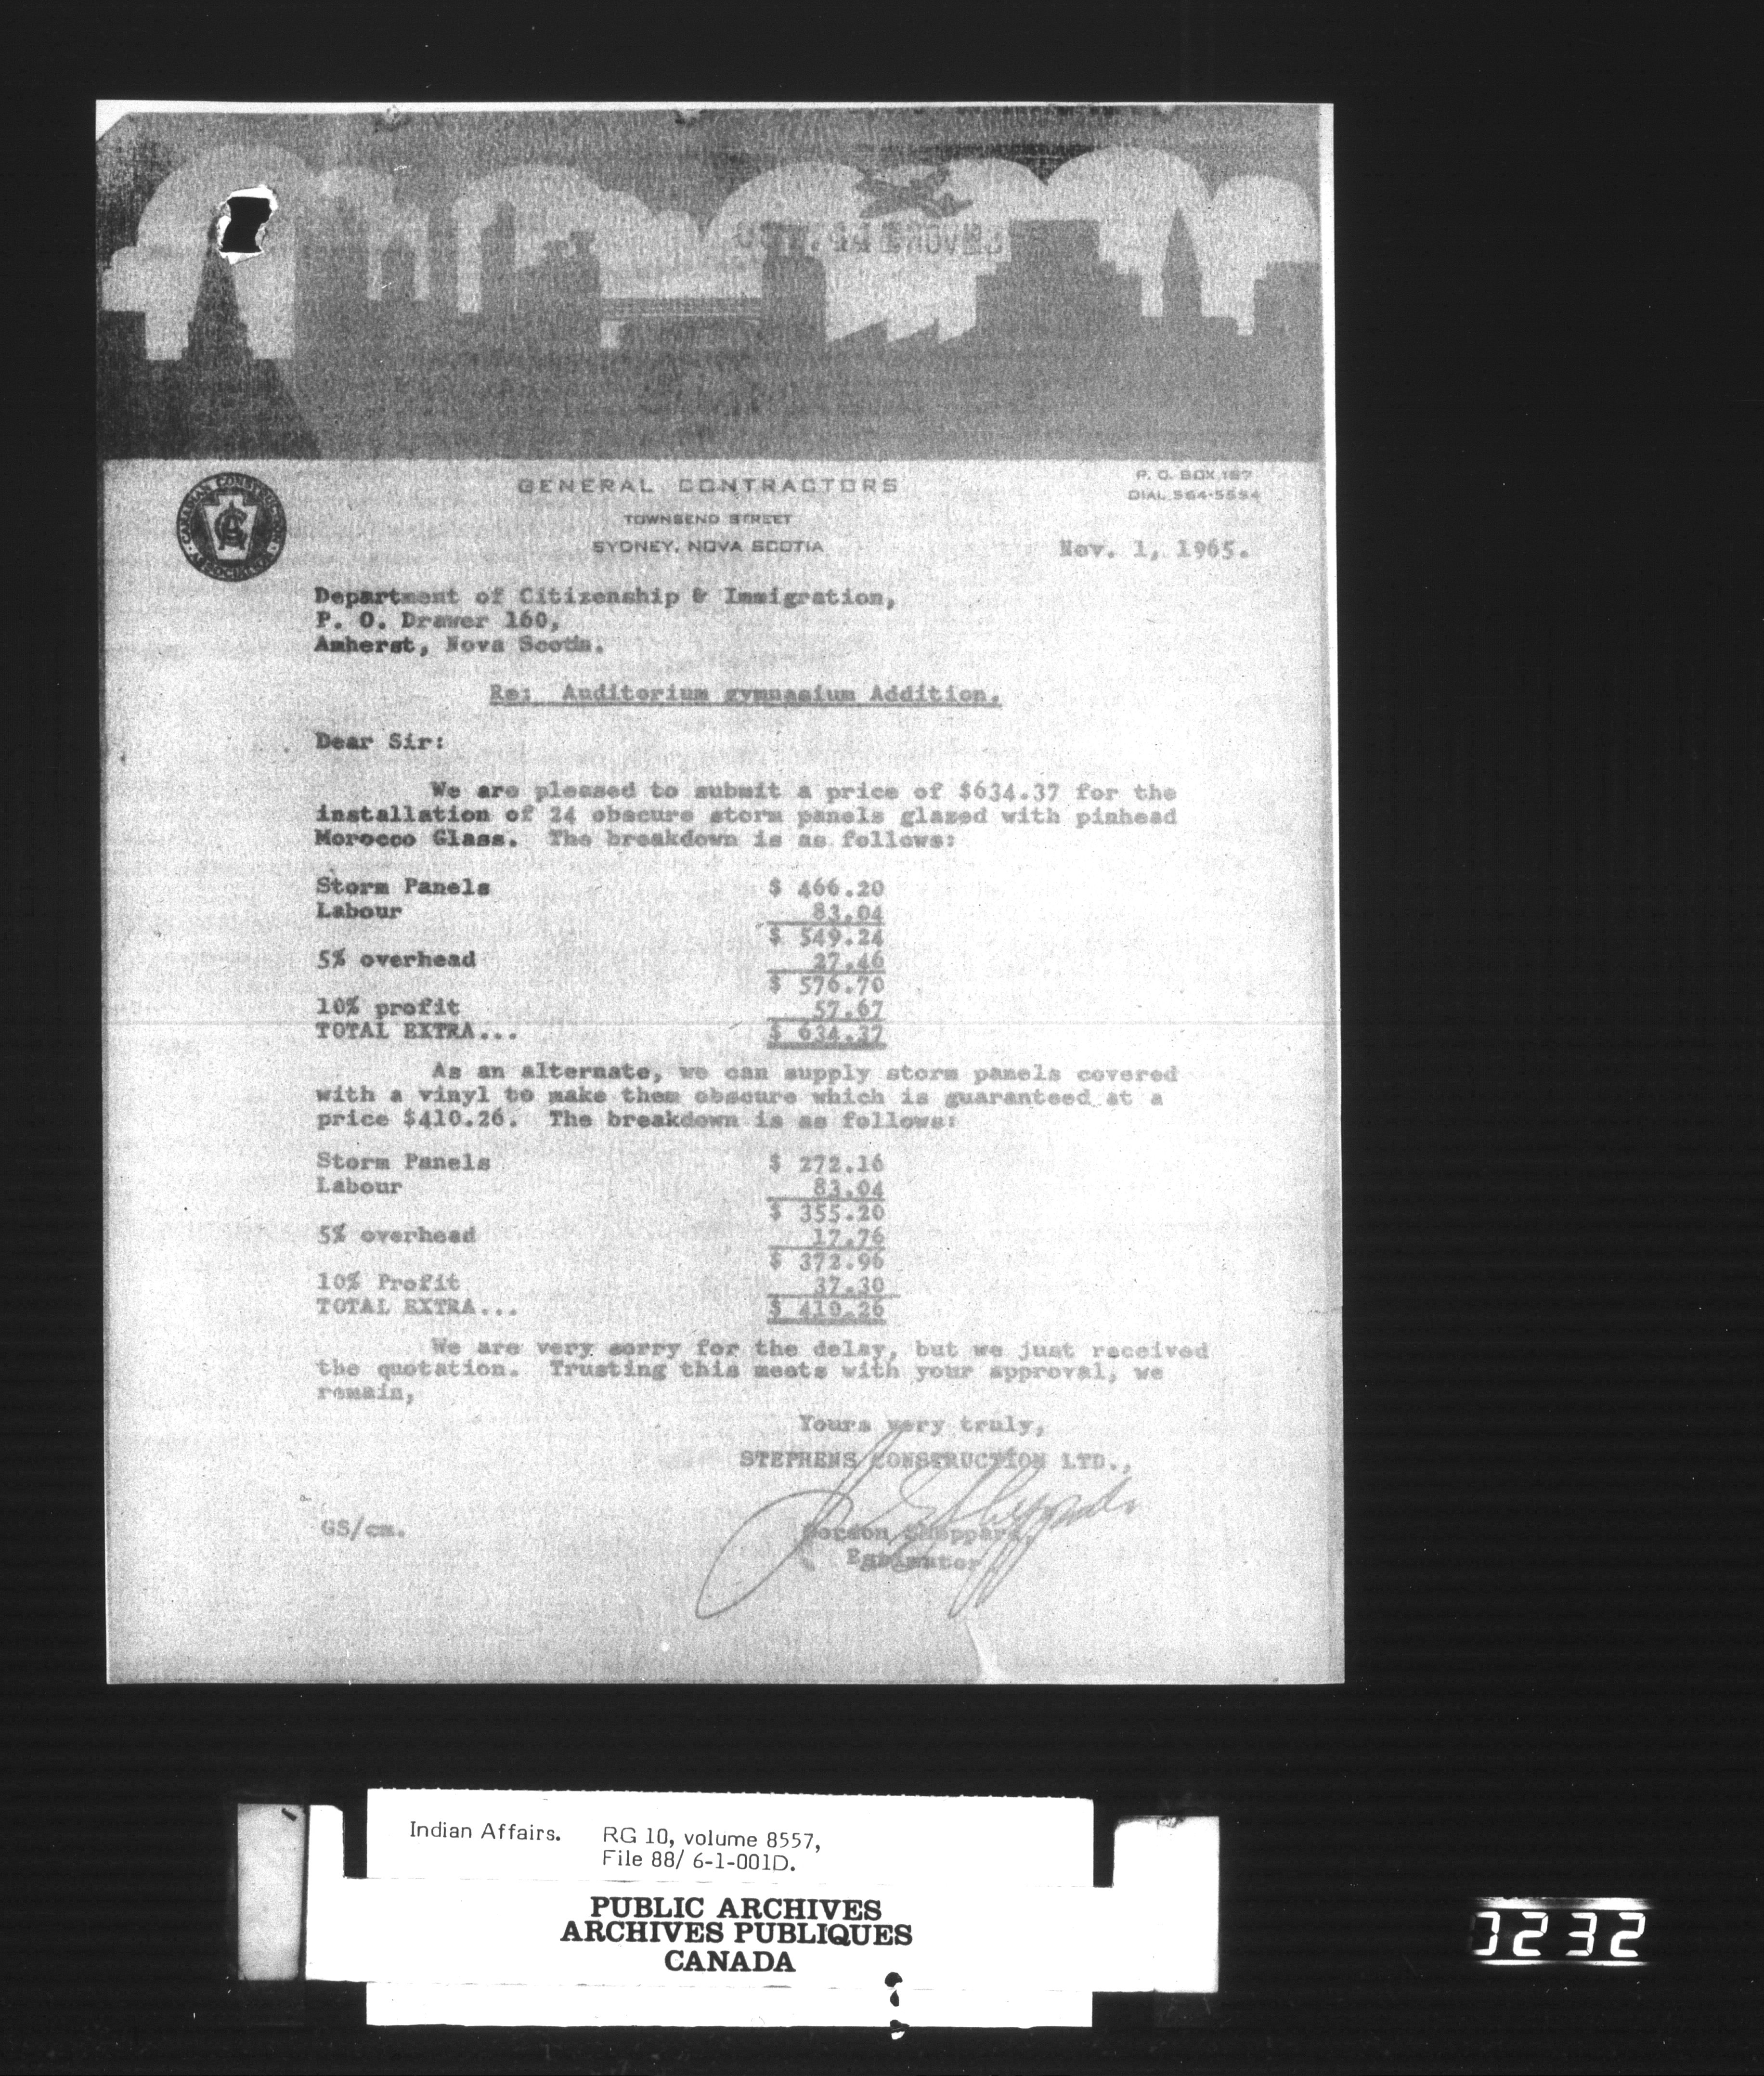 GENERAL CONTRACTORS
TOWNSEND STREET
SYDNEY, NOVA SCOTIA
P. O. BOX 187
DIAL 564-5554
CANADIAN CONSTRUCTION ASSOCIATION
Nov. 1, 1965.
Department of Citizenship & Immigration,
P. O. Drawer 160,
Amherst, Nova Scotia.
Re: Auditorium gymnasium Addition.
Dear Sir:
We are pleased to submit a price of $634.37 for the
installation of 24 obscure storm panels glazed with pinhead
Morocco Glass. The breakdown is as follows:
Storm Panels $ 466.20
Labour 83.04
$ 549.24
5% overhead 27.46
$ 576.70
10% profit 57.67
TOTAL EXTRA... $ 634.37
As an alternate, we can supply storm panels covered
with a vinyl to make them obscure which is guaranteed at a
price $410.26. The breakdown is as follows:
Storm Panels $ 272.16
Labour 83.04
$ 355.20
5% overhead 17.76
$ 372.96
10% Profit 37.30
TOTAL EXTRA... $ 410.26
We are very sorry for the delay, but we just received
the quotation. Trusting this meets with your approval, we
remain,
Yours very truly,
STEPHENS CONSTRUCTION LTD.,
GS/cm.
Gordon Sheppard,
Estimator
Indian Affairs. RG 10, volume 8557,
File 88/ 6-1-001D.
PUBLIC ARCHIVES
ARCHIVES PUBLIQUES
CANADA
0232